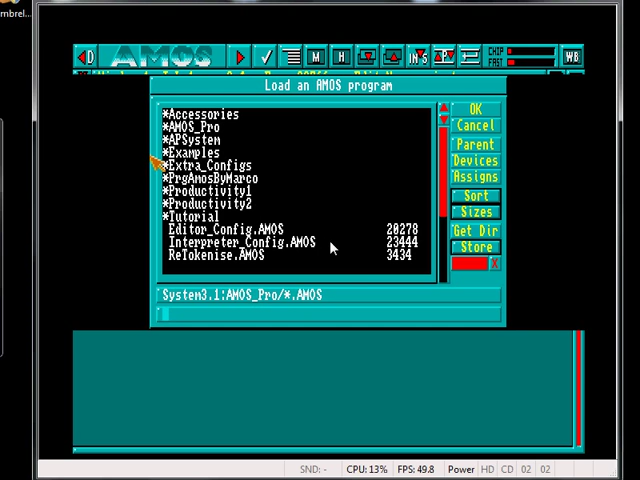 mbrel...
D AMOS M H IN'S CHIP FAST WB
Load an AMOS program
*Accessories
*AMOS_Pro
*APSystem
*Examples
*Extra_Configs
*PrgAmosByMarco
*Productivity1
*Productivity2
*Tutorial
Editor_Config.AMOS 20278
Interpreter_Config.AMOS 23444
ReTokenise.AMOS 3434
OK
Cancel
Parent
Devices
Assigns
Sort
Sizes
Get Dir
Store
X
System3.1:AMOS_Pro/*.AMOS
SND: - CPU: 13% FPS: 49.8 Power HD CD 02 02